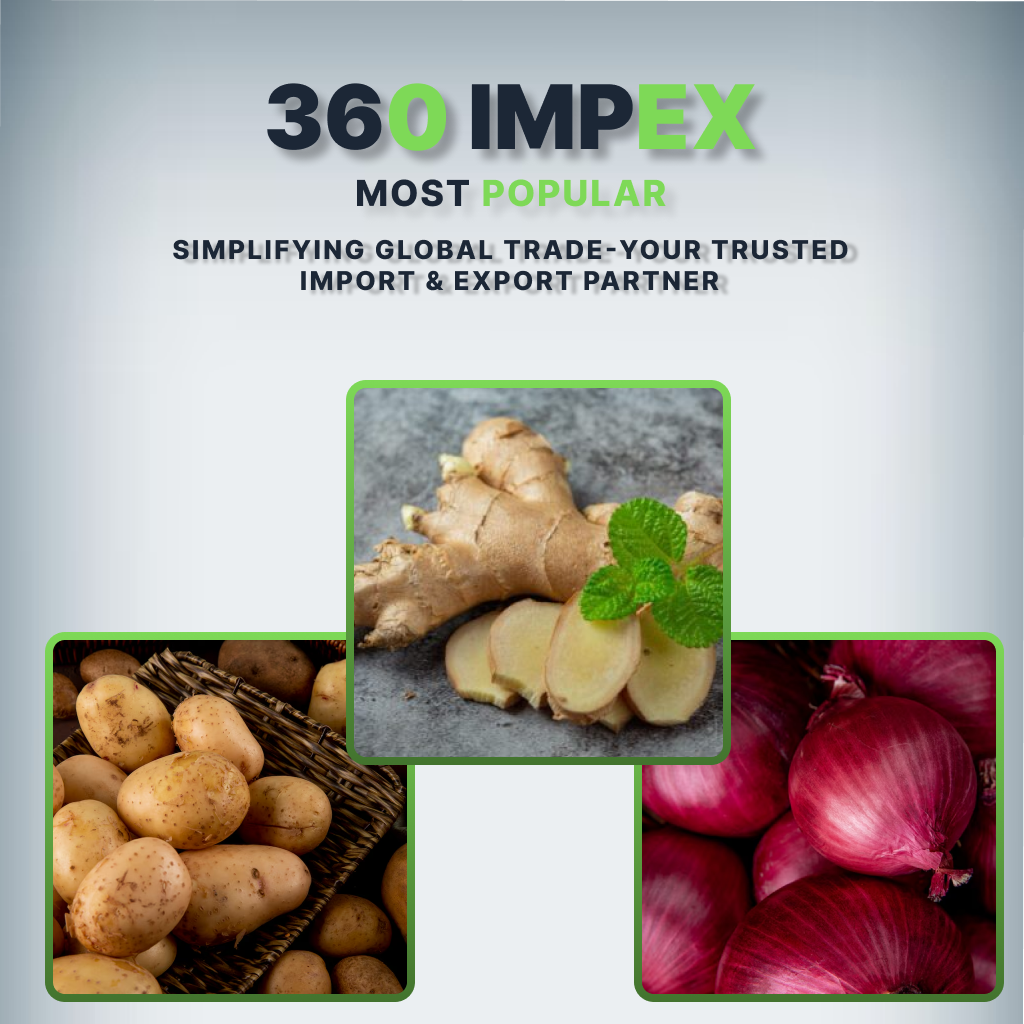 360 IMPEX
MOST POPULAR
SIMPLIFYING GLOBAL TRADE-YOUR TRUSTED
IMPORT & EXPORT PARTNER